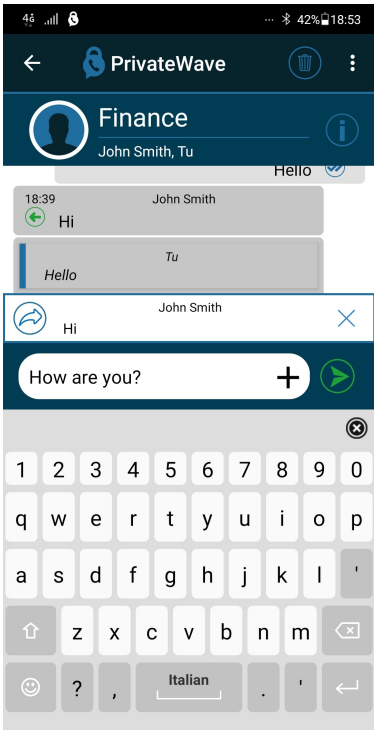 4G 42% 18:53
PrivateWave
Finance
John Smith, Tu
Hello
18:39 John Smith
Hi
Tu
Hello
John Smith
Hi
How are you?
1 2 3 4 5 6 7 8 9 0
q w e r t y u i o p
a s d f g h j k l '
z x c v b n m
? , Italian . '